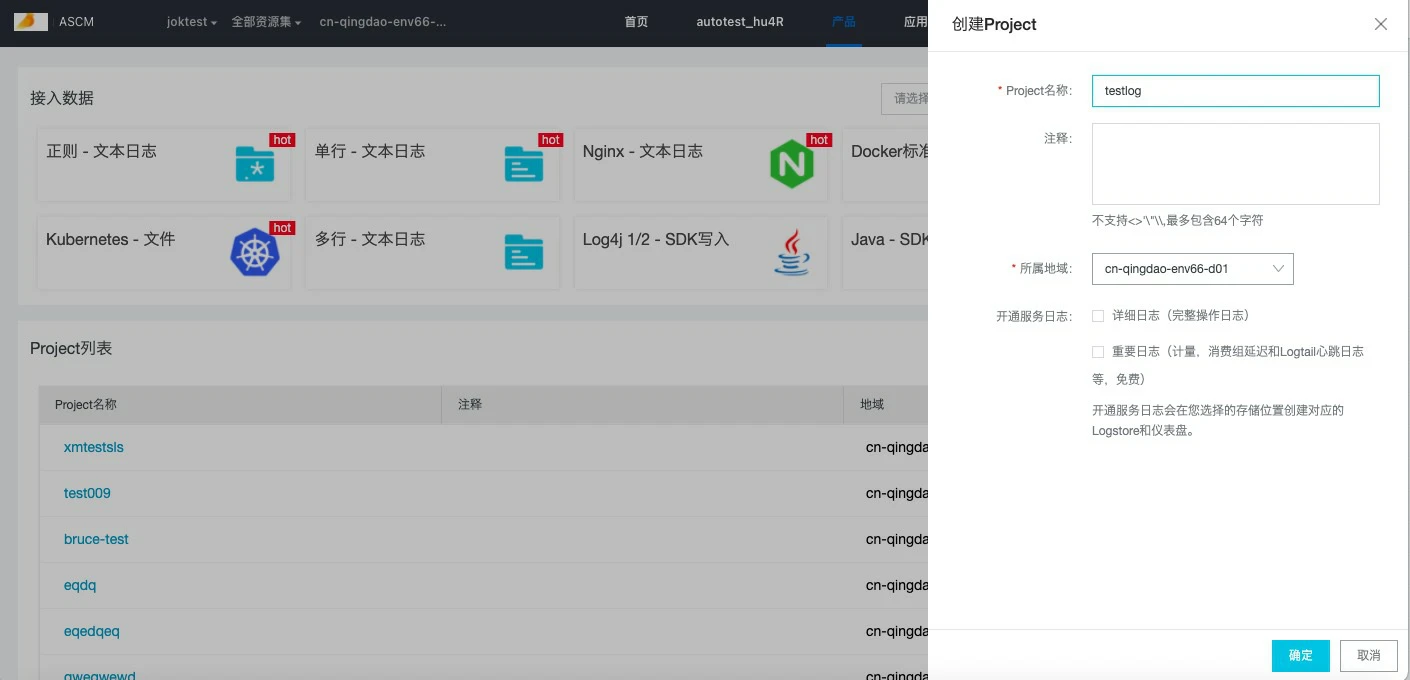 ASCM joktest 全部资源集 cn-qingdao-env66-... 首页 autotest_hu4R 产品 应用
接入数据
请选择
正则 - 文本日志 hot
单行 - 文本日志 hot
Nginx - 文本日志 hot
Docker标准
Kubernetes - 文件 hot
多行 - 文本日志
Log4j 1/2 - SDK写入
Java - SDK
Project列表
Project名称 注释 地域
xmtestsls cn-qingda
test009 cn-qingda
bruce-test cn-qingda
eqdq cn-qingda
eqedqeq cn-qingda
qweqwewd cn-qingda
创建Project
* Project名称: testlog
注释:
不支持<>'\"\\,最多包含64个字符
* 所属地域: cn-qingdao-env66-d01
开通服务日志: 详细日志（完整操作日志）
重要日志（计量，消费组延迟和Logtail心跳日志
等，免费）
开通服务日志会在您选择的存储位置创建对应的
Logstore和仪表盘。
确定 取消